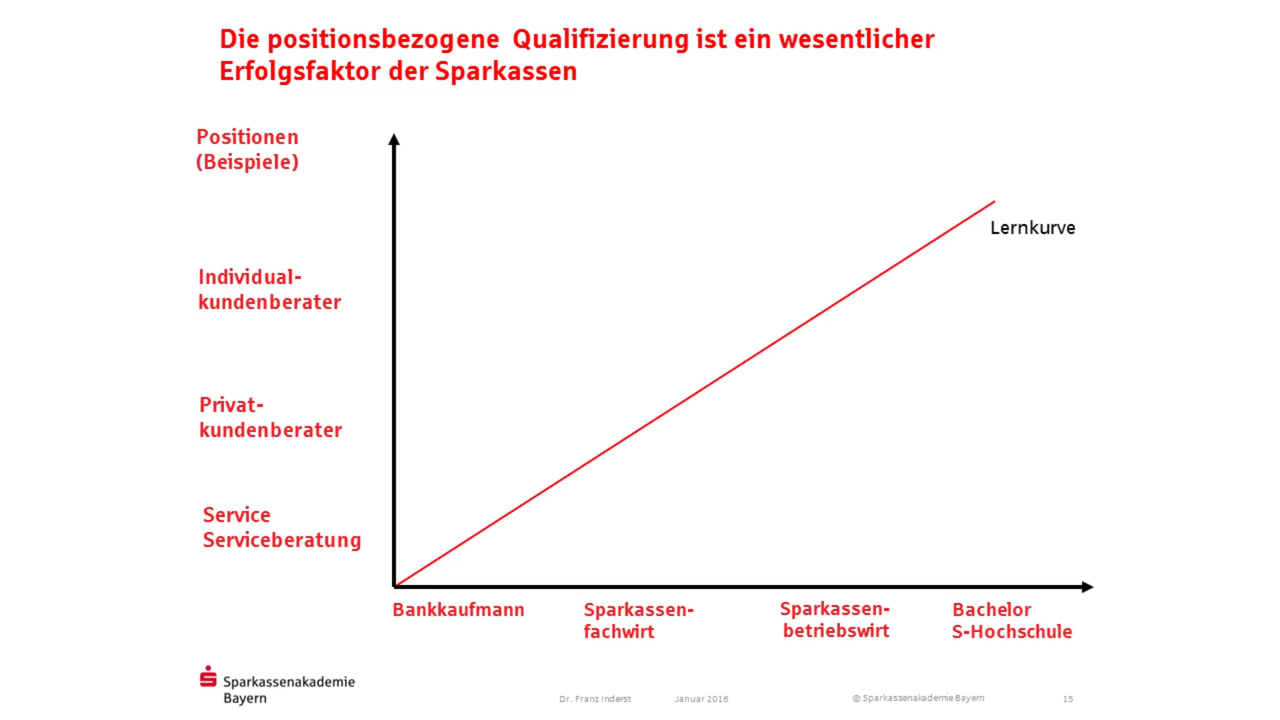 Die positionsbezogene Qualifizierung ist ein wesentlicher
Erfolgsfaktor der Sparkassen
Positionen
(Beispiele)
Lernkurve
Individual-
kundenberater
Privat-
kundenberater
Service
Serviceberatung
Bankkaufmann
Sparkassen-
fachwirt
Sparkassen-
betriebswirt
Bachelor
S-Hochschule
Sparkassenakademie
Bayern
Dr. Franz Inderst
Januar 2016
© Sparkassenakademie Bayern
15